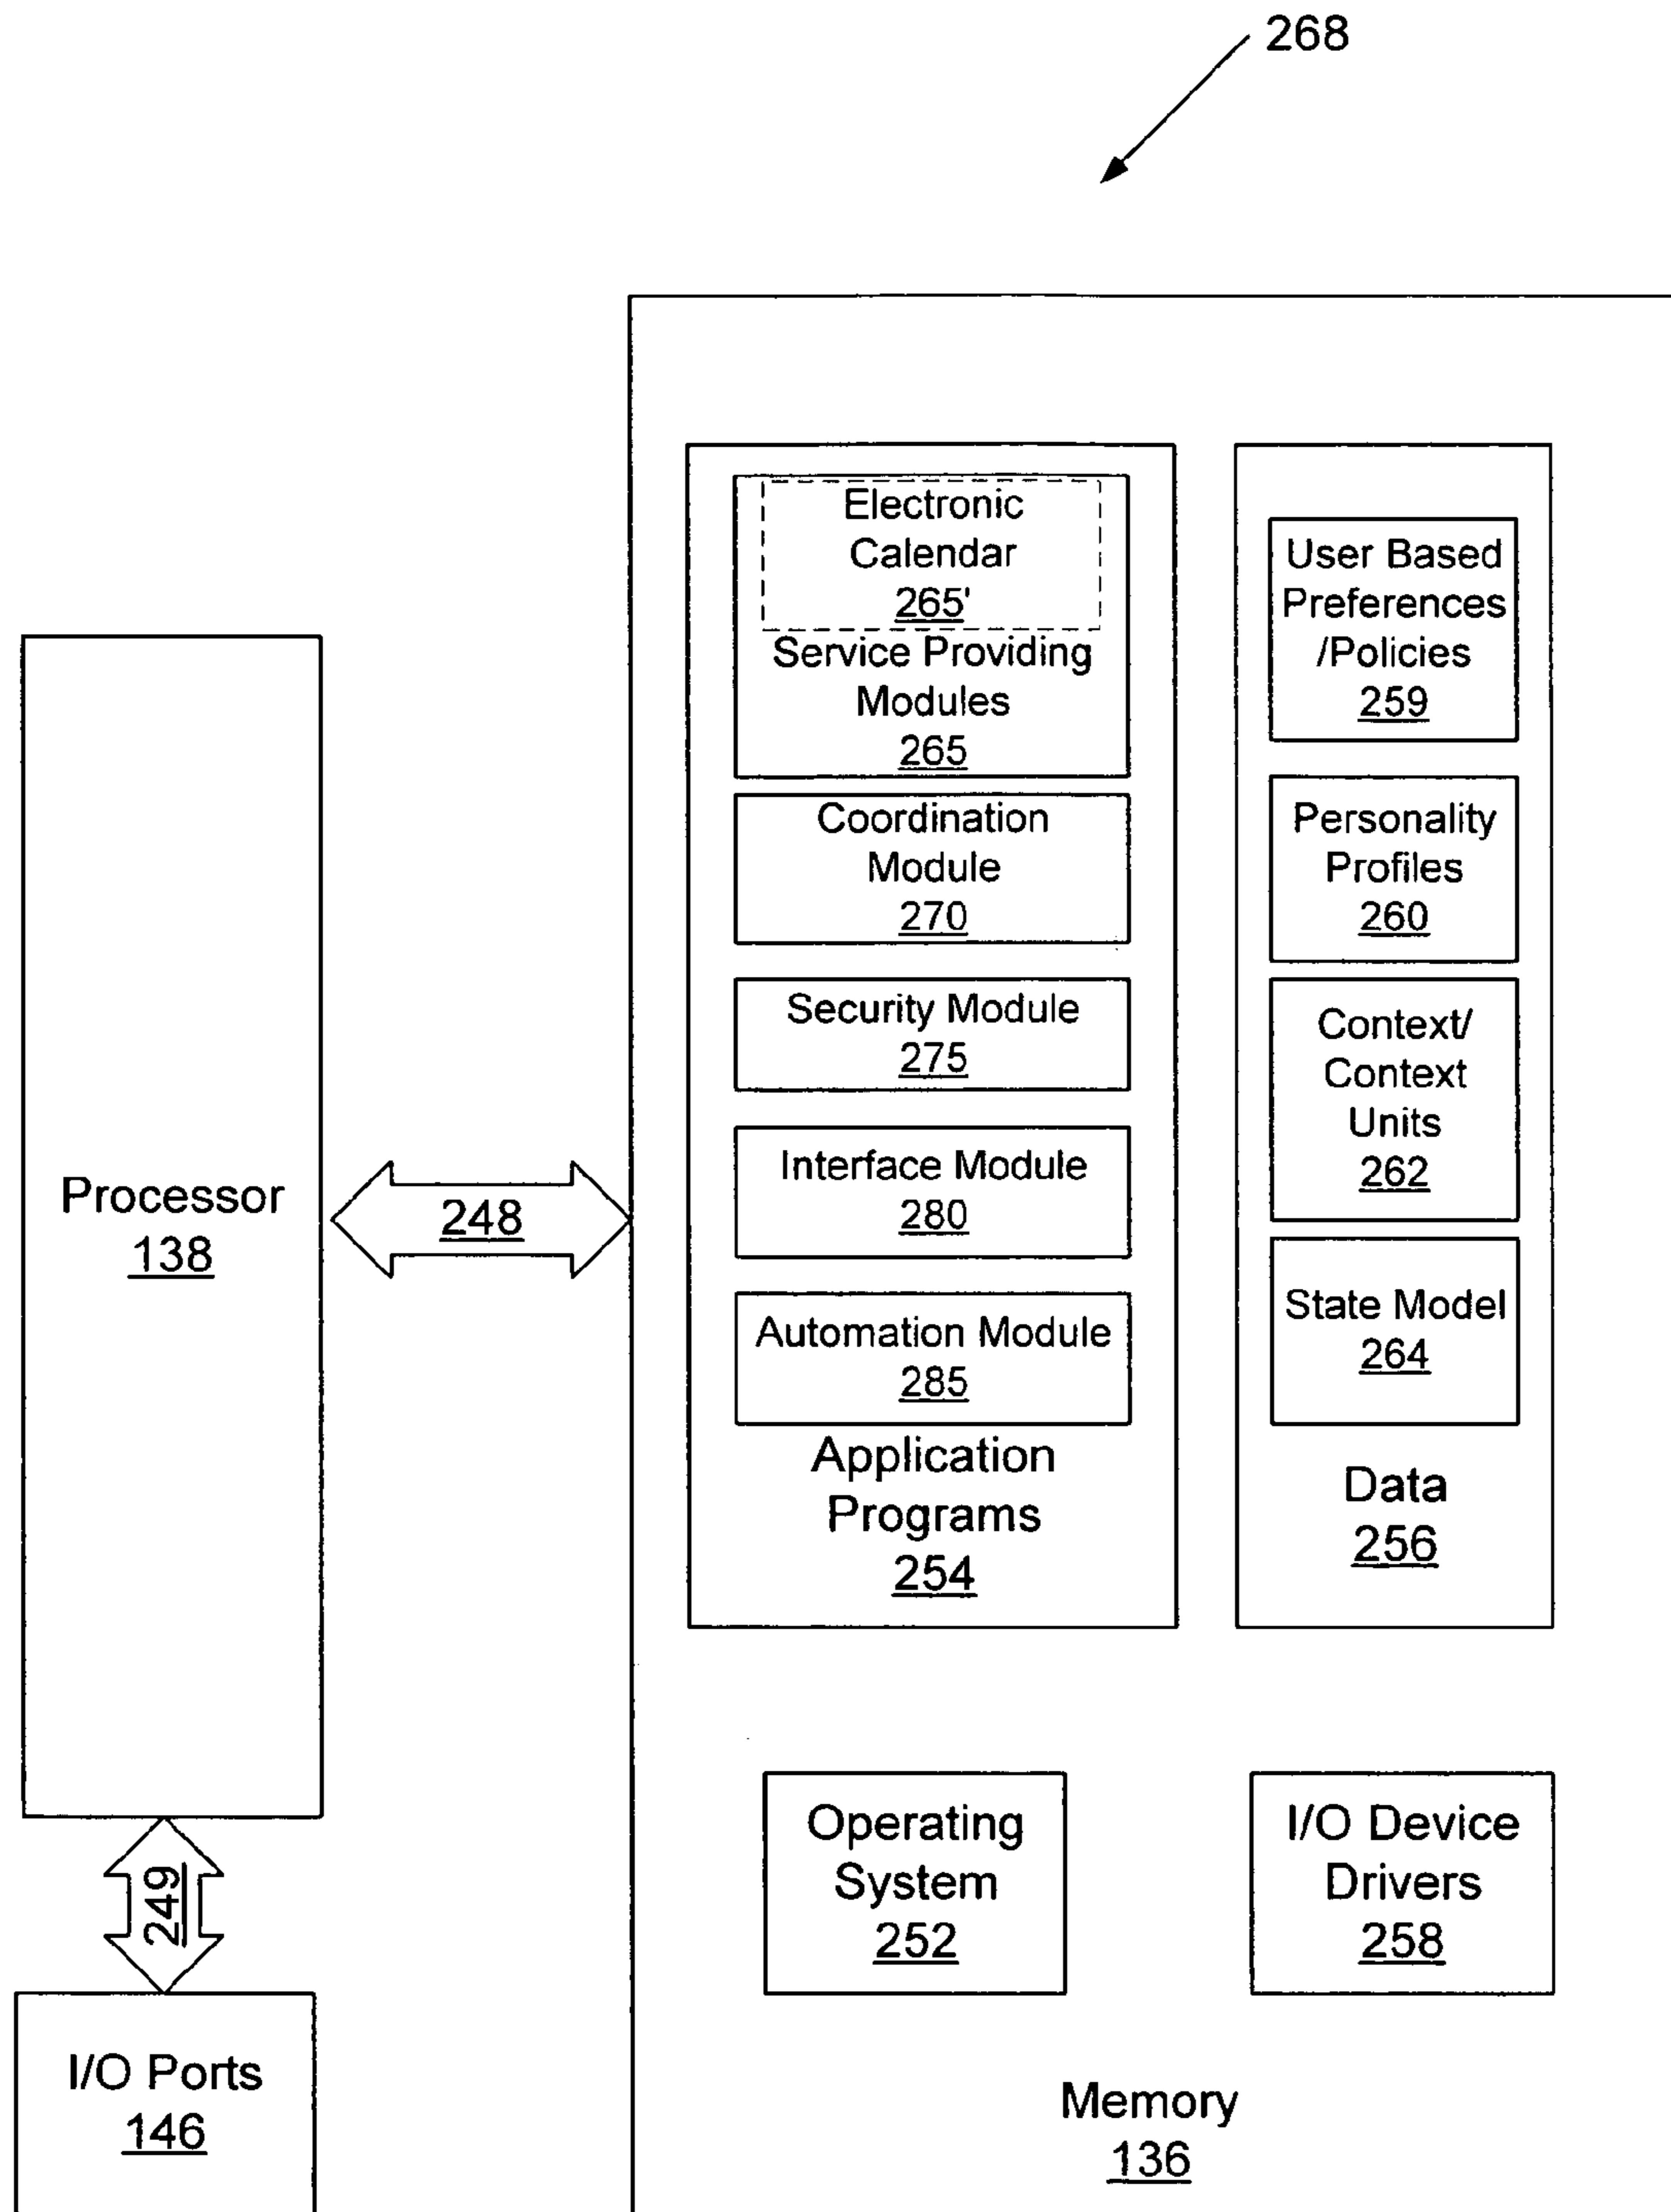 268
Electronic
Calendar
265'
Service Providing
Modules
265
Coordination
Module
270
Security Module
275
Interface Module
280
Automation Module
285
Application
Programs
254
User Based
Preferences
/Policies
259
Personality
Profiles
260
Context/
Context
Units
262
State Model
264
Data
256
Processor
138
248
249
I/O Ports
146
Operating
System
252
I/O Device
Drivers
258
Memory
136